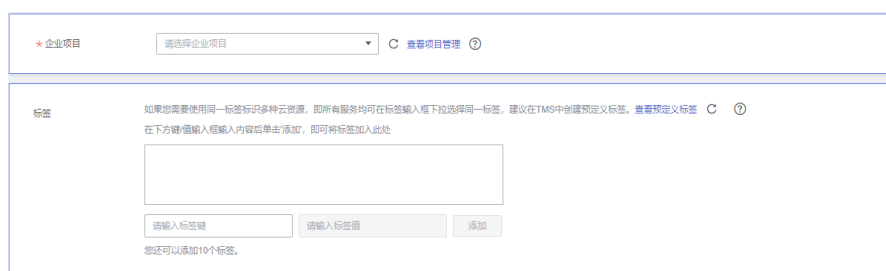 * 企业项目 请选择企业项目 查看项目管理 ?
标签 如果您需要使用同一标签标识多种云资源，即所有服务均可在标签输入框下拉选择同一标签，建议在TMS中创建预定义标签。查看预定义标签 ?
在下方键/值输入框输入内容后单击'添加'，即可将标签加入此处
请输入标签键 请输入标签值 添加
您还可以添加10个标签。